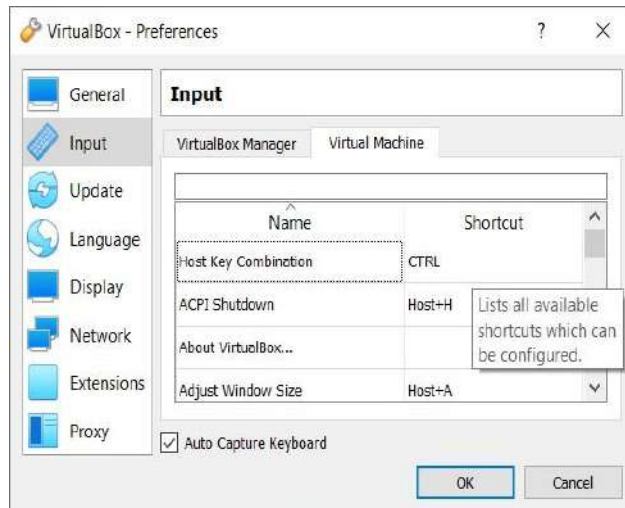 VirtualBox - Preferences
?
General
Input
Update
Language
Display
Network
Extensions
Proxy
Input
VirtualBox Manager
Virtual Machine
Name
Shortcut
Host Key Combination
CTRL
ACPI Shutdown
Host+H
About VirtualBox...
Adjust Window Size
Host+A
Lists all available
shortcuts which can
be configured.
Auto Capture Keyboard
OK
Cancel